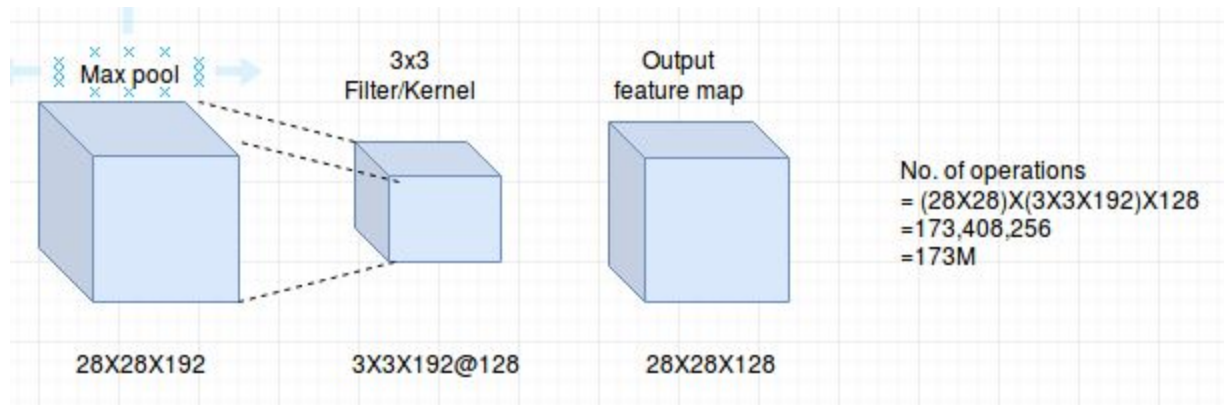 Max pool
3x3
Filter/Kernel
Output
feature map
No. of operations
= (28X28)X(3X3X192)X128
=173,408,256
=173M
28X28X192
3X3X192@128
28X28X128